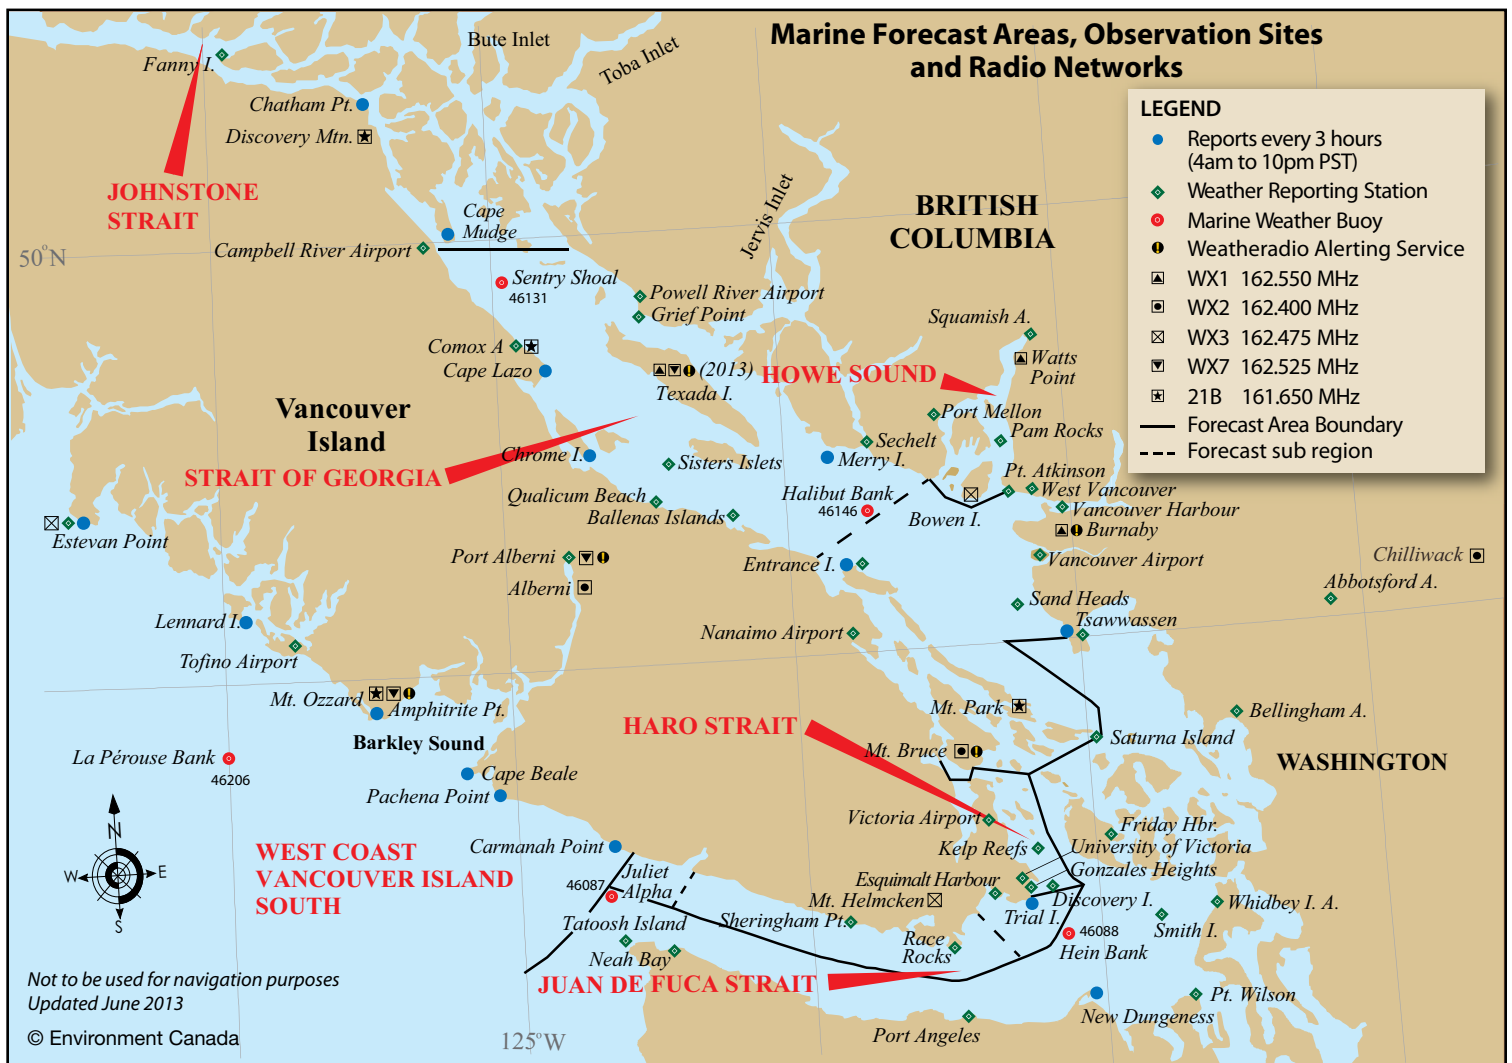 Marine Forecast Areas, Observation Sites
and Radio Networks
Bute Inlet
Toba Inlet
Jervis Inlet
Fanny I.
Chatham Pt.
Discovery Mtn.
JOHNSTONE
STRAIT
Cape
Mudge
Campbell River Airport
50°N
Sentry Shoal
46131
Powell River Airport
Grief Point
BRITISH
COLUMBIA
LEGEND
Reports every 3 hours
(4am to 10pm PST)
Weather Reporting Station
Marine Weather Buoy
Weatheradio Alerting Service
WX1 162.550 MHz
WX2 162.400 MHz
WX3 162.475 MHz
WX7 162.525 MHz
21B 161.650 MHz
Forecast Area Boundary
Forecast sub region
Squamish A.
Watts
Point
Comox A
Cape Lazo
(2013)
Texada I.
HOWE SOUND
Vancouver
Island
Port Mellon
Pam Rocks
Sechelt
Merry I.
Chrome I.
STRAIT OF GEORGIA
Sisters Islets
Pt. Atkinson
West Vancouver
Vancouver Harbour
Halibut Bank
46146
Bowen I.
Burnaby
Qualicum Beach
Ballenas Islands
Estevan Point
Port Alberni
Alberni
Entrance I.
Vancouver Airport
Chilliwack
Abbotsford A.
Sand Heads
Tsawwassen
Lennard I.
Tofino Airport
Nanaimo Airport
Mt. Ozzard
Amphitrite Pt.
Barkley Sound
Mt. Park
HARO STRAIT
Mt. Bruce
Saturna Island
Bellingham A.
WASHINGTON
La Pérouse Bank
46206
Cape Beale
Pachena Point
N
W
E
S
Carmanah Point
Victoria Airport
Friday Hbr.
Kelp Reefs
University of Victoria
Gonzales Heights
WEST COAST
VANCOUVER ISLAND
SOUTH
46087
Juliet
Alpha
Esquimalt Harbour
Mt. Helmcken
Discovery I.
Trial I.
Whidbey I. A.
Smith I.
Tatoosh Island
Sheringham Pt.
Neah Bay
Race
Rocks
46088
Hein Bank
JUAN DE FUCA STRAIT
Pt. Wilson
New Dungeness
Port Angeles
Not to be used for navigation purposes
Updated June 2013
© Environment Canada
125°W